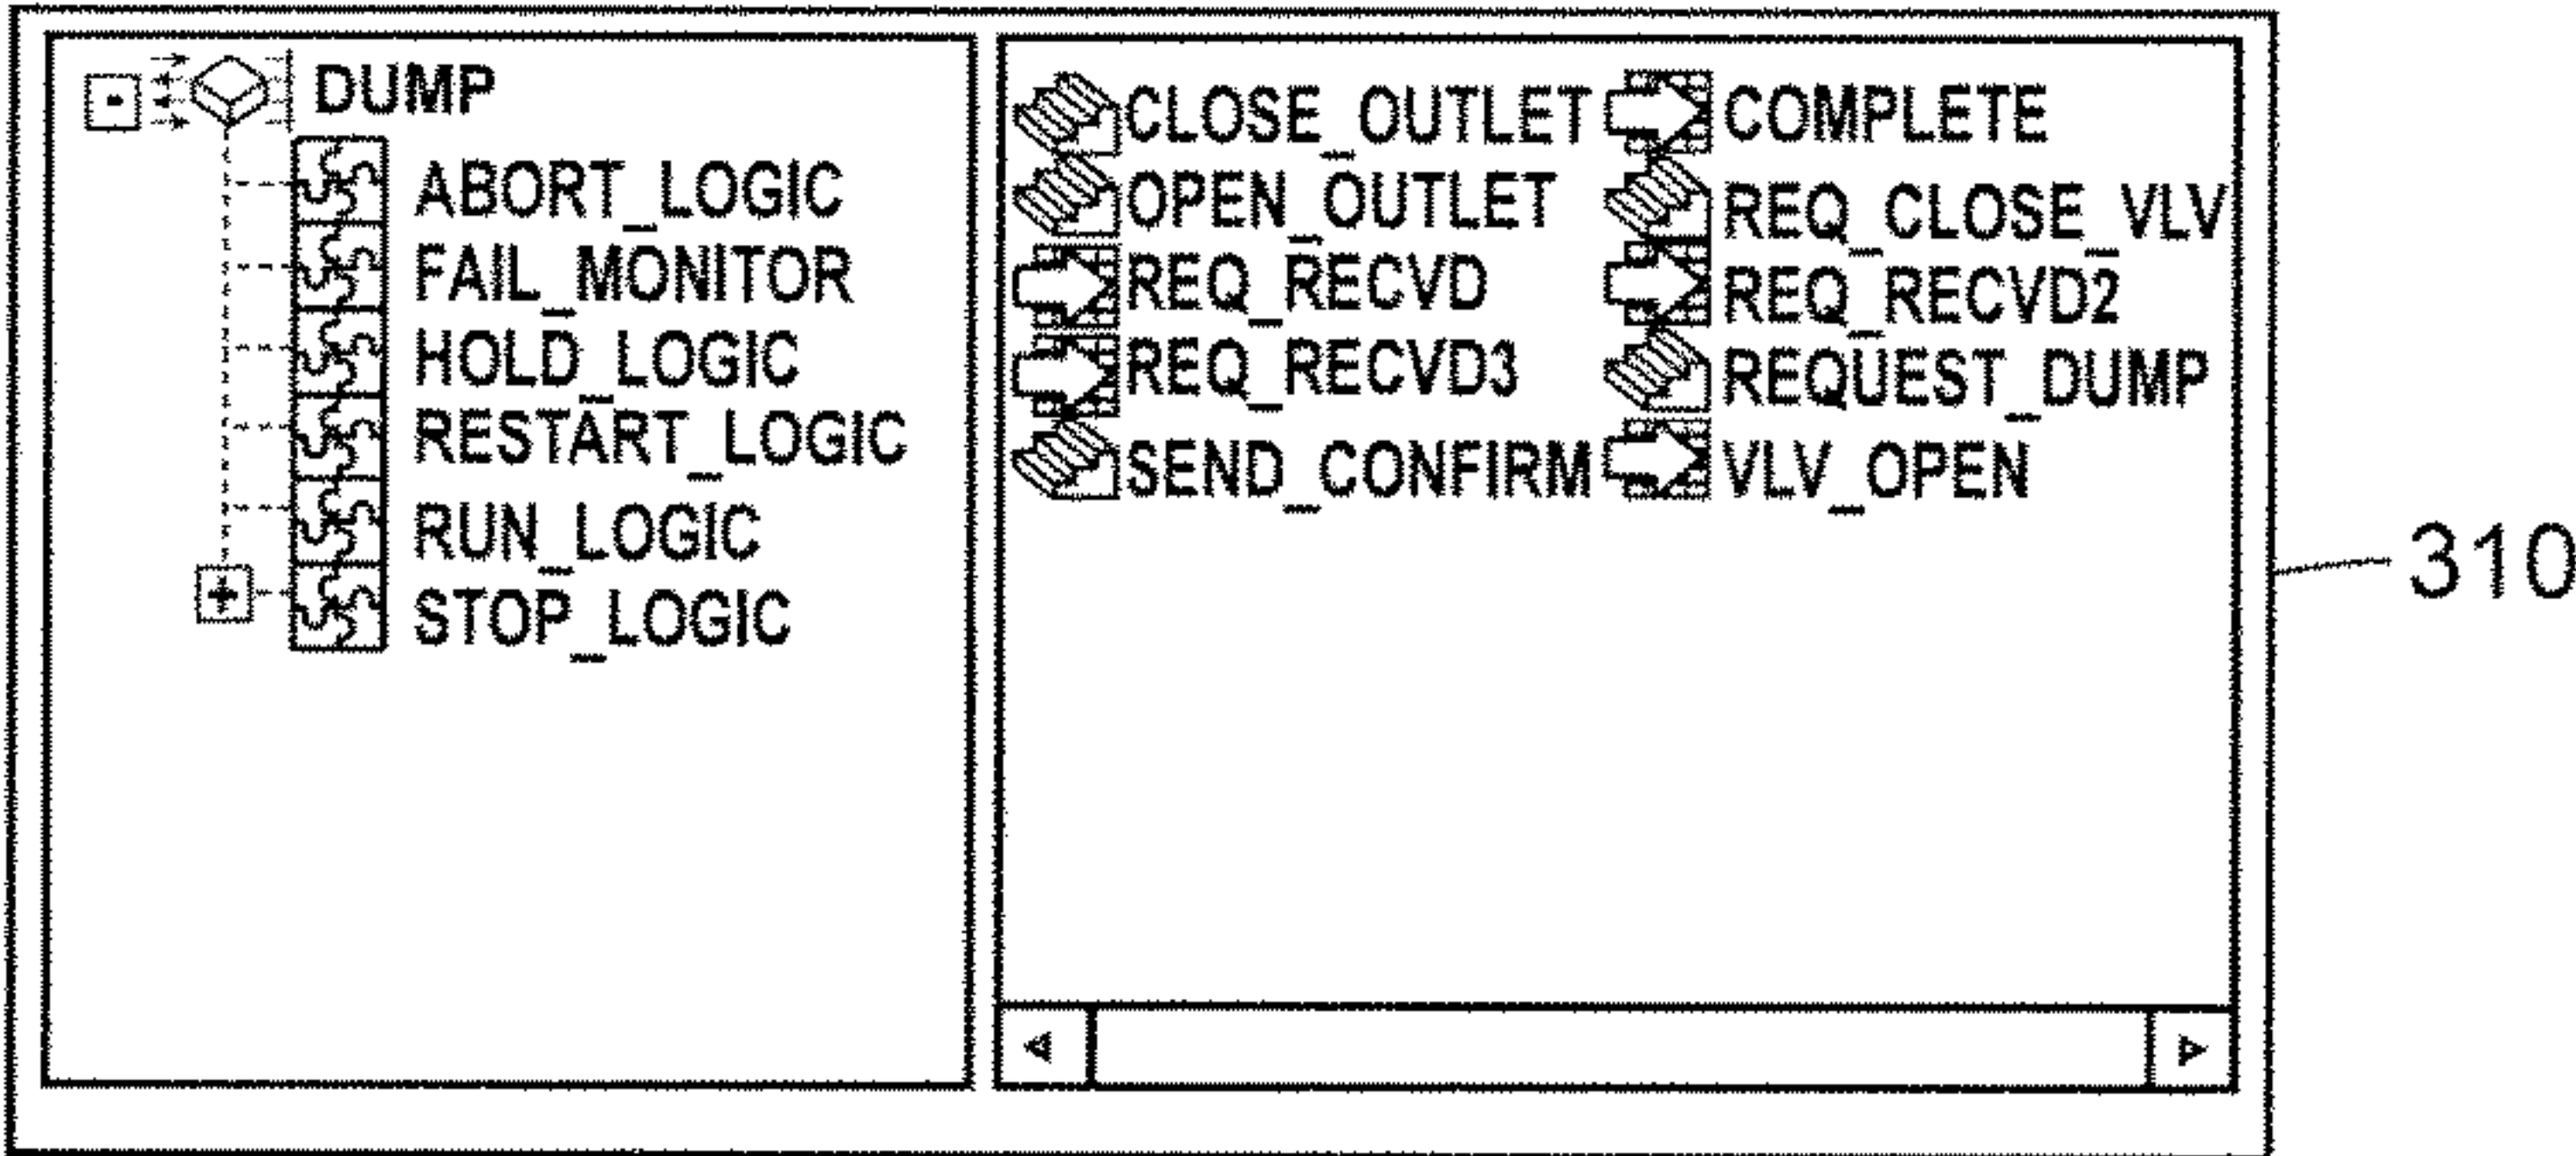 DUMP
ABORT_LOGIC
FAIL_MONITOR
HOLD_LOGIC
RESTART_LOGIC
RUN_LOGIC
STOP_LOGIC
CLOSE_OUTLET COMPLETE
OPEN_OUTLET REQ_CLOSE_VLV
REQ_RECVD REQ_RECVD2
REQ_RECVD3 REQUEST_DUMP
SEND_CONFIRM VLV_OPEN
310